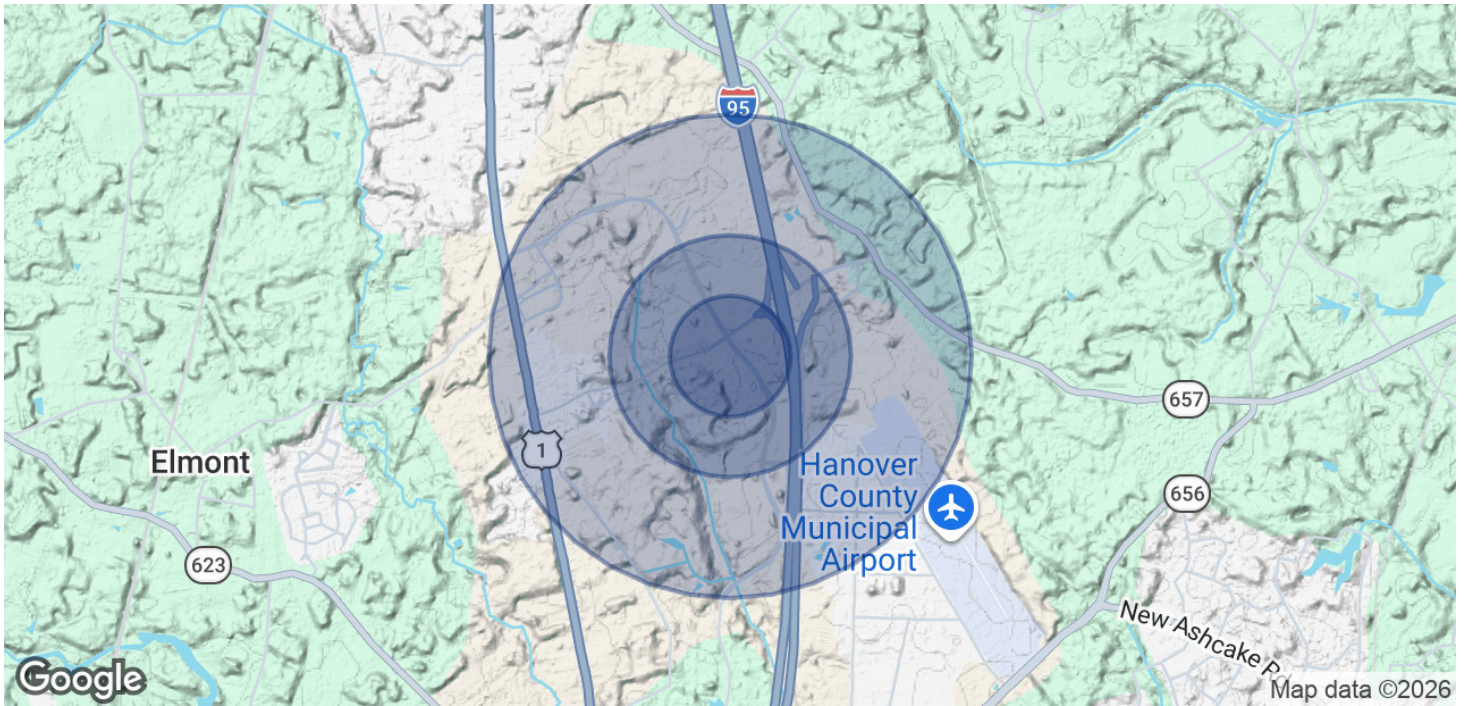 95
657
Elmont
1
Hanover
County
Municipal
Airport
656
623
New Ashcake
Google
Map data ©2026